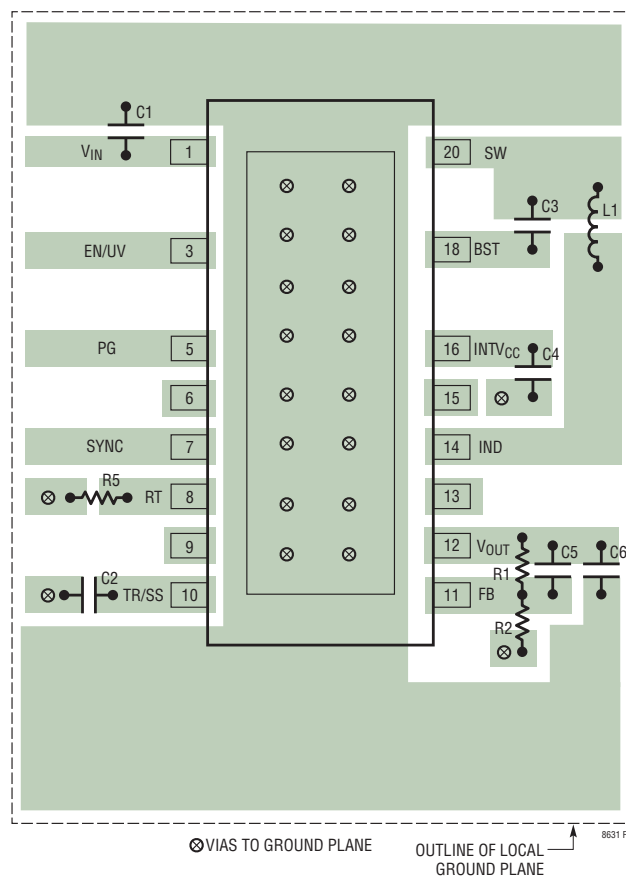 C1
VIN 1
20 SW
C3
L1
EN/UV 3
18 BST
PG 5
16 INTVCC C4
6
15
SYNC 7
14 IND
R5
RT 8
13
9
12 VOUT
C5 C6
R1
C2
TR/SS 10
11 FB
R2
VIAS TO GROUND PLANE
OUTLINE OF LOCAL
GROUND PLANE
8631 F